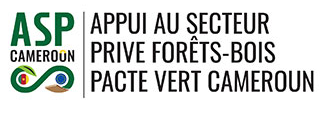 ASP
CAMEROUN
APPUI AU SECTEUR
PRIVE FORÊTS-BOIS
PACTE VERT CAMEROUN